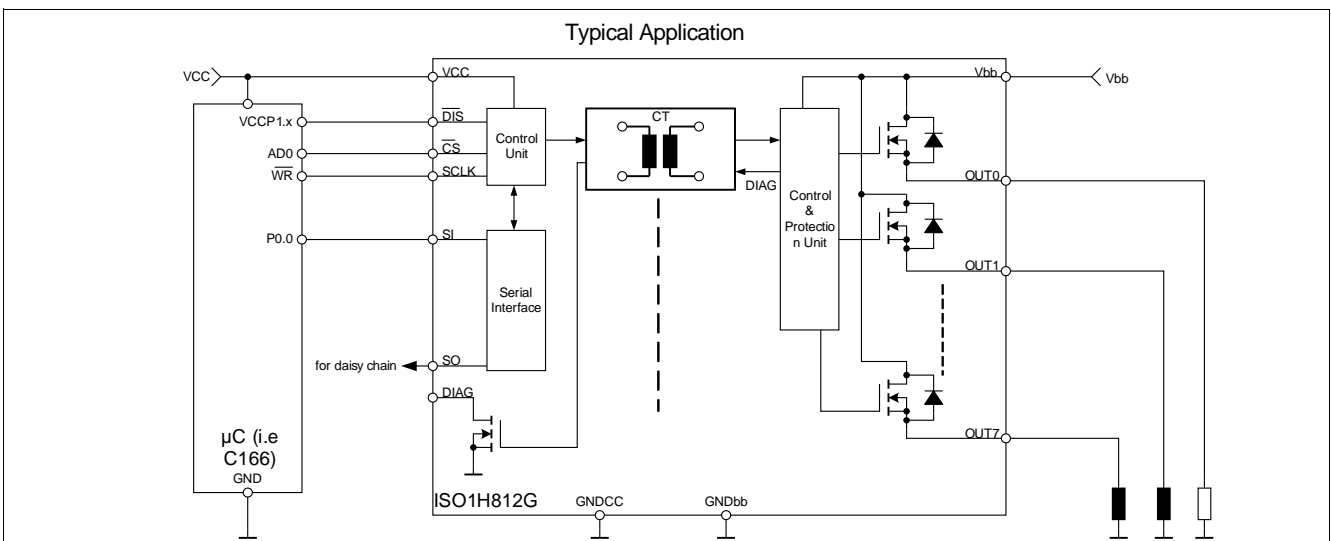 Typical Application
VCC
VCC
Vbb
Vbb
VCCP1.x
DIS
CT
AD0
CS
Control
Unit
WR
SCLK
DIAG
OUT0
Control
&
Protectio
n Unit
P0.0
SI
OUT1
Serial
Interface
for daisy chain
SO
DIAG
µC (i.e
C166)
OUT7
GND
ISO1H812G
GNDCC
GNDbb